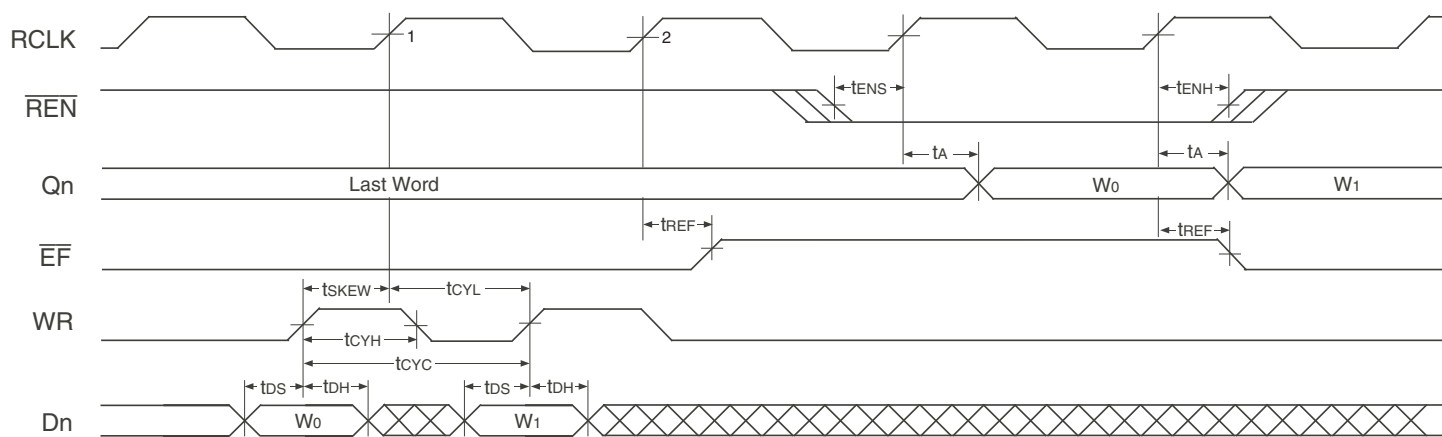 RCLK 1 2
REN tENS tENH
tA tA
Qn Last Word W0 W1
tREF tREF
EF
tSKEW tCYL
WR
tCYH
tCYC
tDS tDH tDS tDH
Dn W0 W1